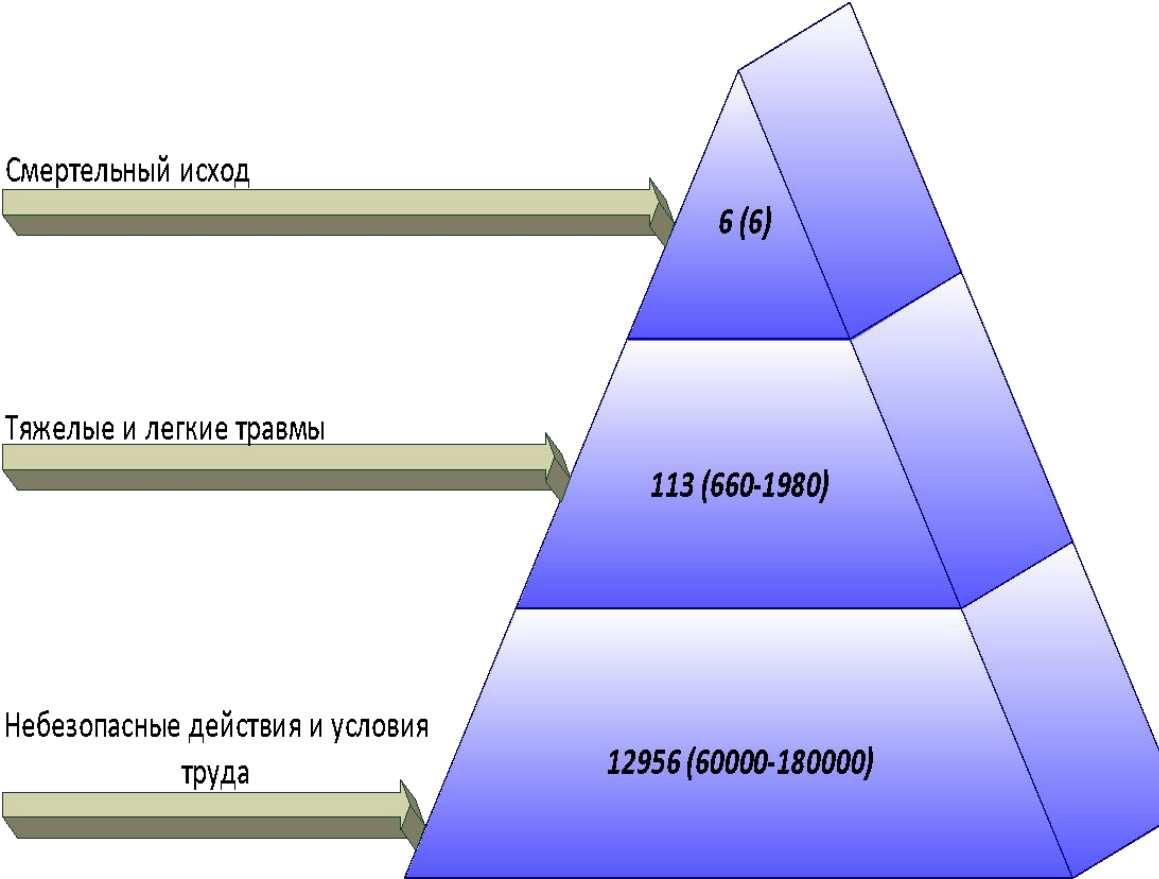 Смертельный исход
6 (6)
Тяжелые и легкие травмы
113 (660-1980)
Небезопасные действия и условия
труда
12956 (60000-180000)